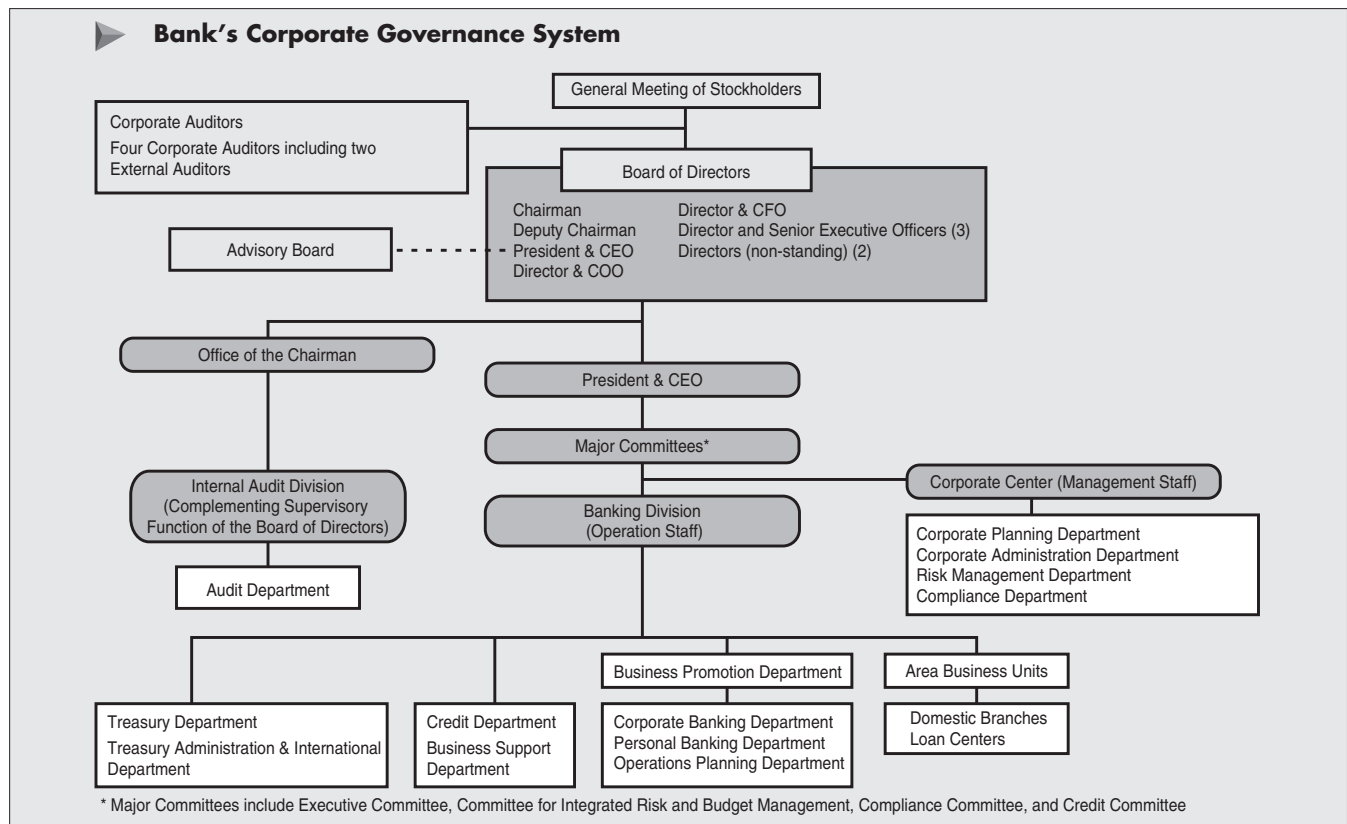 Bank's Corporate Governance System
General Meeting of Stockholders
Corporate Auditors
Four Corporate Auditors including two
External Auditors
Board of Directors
Chairman
Deputy Chairman
President & CEO
Director & COO
Director & CFO
Director and Senior Executive Officers (3)
Directors (non-standing) (2)
Advisory Board
Office of the Chairman
President & CEO
Major Committees*
Internal Audit Division
(Complementing Supervisory
Function of the Board of Directors)
Banking Division
(Operation Staff)
Corporate Center (Management Staff)
Corporate Planning Department
Corporate Administration Department
Risk Management Department
Compliance Department
Audit Department
Business Promotion Department
Area Business Units
Treasury Department
Treasury Administration & International
Department
Credit Department
Business Support
Department
Corporate Banking Department
Personal Banking Department
Operations Planning Department
Domestic Branches
Loan Centers
* Major Committees include Executive Committee, Committee for Integrated Risk and Budget Management, Compliance Committee, and Credit Committee